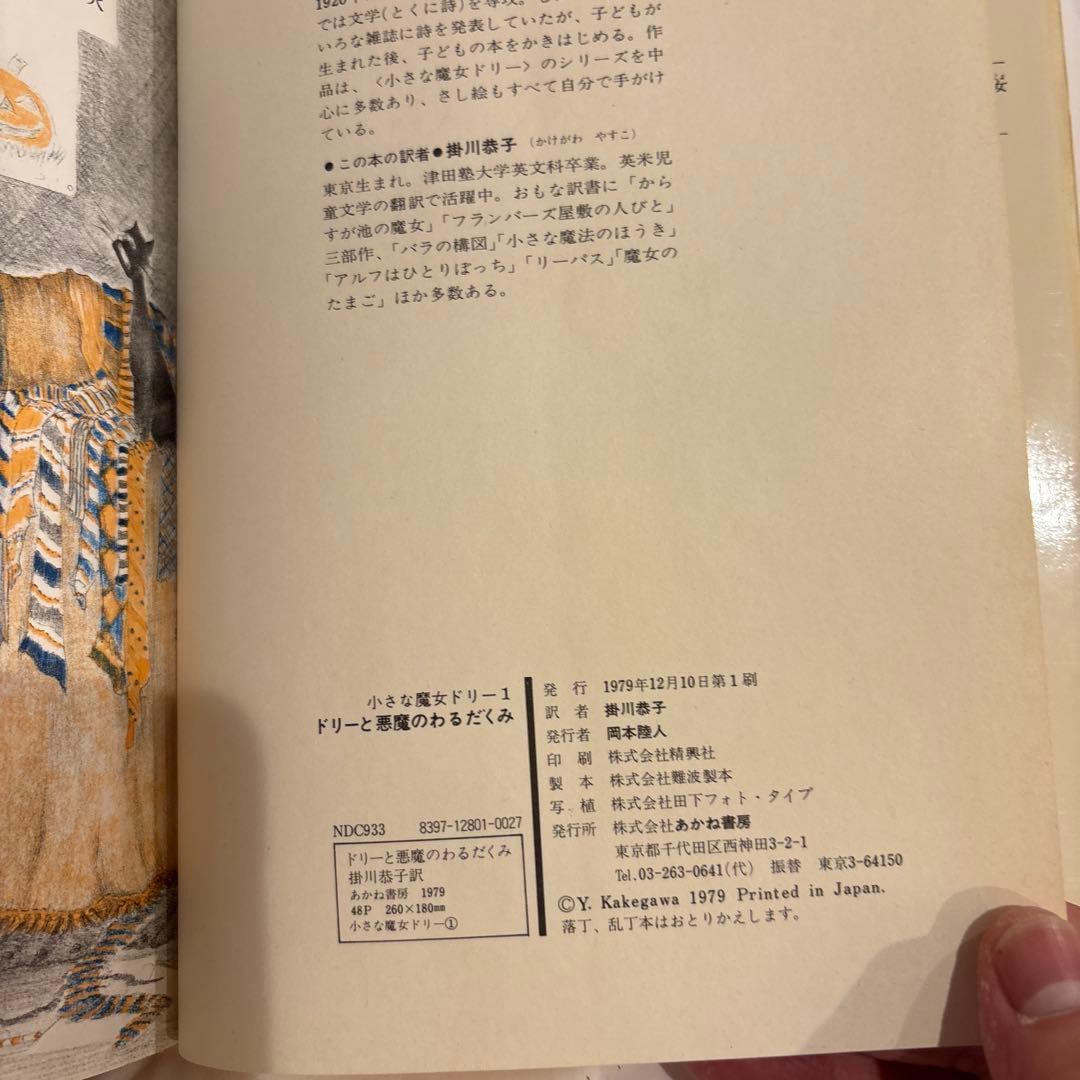 では文学(とくに詩)を専攻。
いろな雑誌に詩を発表していたが、子どもが
生まれた後、子どもの本をかきはじめる。作
品は、〈小さな魔女ドリー〉のシリーズを中
心に多数あり、さし絵もすべて自分で手がけ
ている。
●この本の訳者●掛川恭子(かけがわ やすこ)
東京生まれ。津田塾大学英文科卒業。英米児
童文学の翻訳で活躍中。おもな訳書に「から
すが池の魔女」「フランバーズ屋敷の人びと」
三部作、「バラの構図」「小さな魔法のほうき」
「アルフはひとりぼっち」「リーパス」「魔女の
たまご」ほか多数ある。
小さな魔女ドリー1
ドリーと悪魔のわるだくみ
NDC933 8397-12801-0027
ドリーと悪魔のわるだくみ
掛川恭子訳
あかね書房 1979
48P 260×180mm
小さな魔女ドリー①
発行 1979年12月10日第1刷
訳者 掛川恭子
発行者 岡本陸人
印刷 株式会社精興社
製本 株式会社難波製本
写植 株式会社田下フォト・タイプ
発行所 株式会社あかね書房
東京都千代田区西神田3-2-1
Tel.03-263-0641(代) 振替 東京3-64150
©Y. Kakegawa 1979 Printed in Japan.
落丁、乱丁本はおとりかえします。